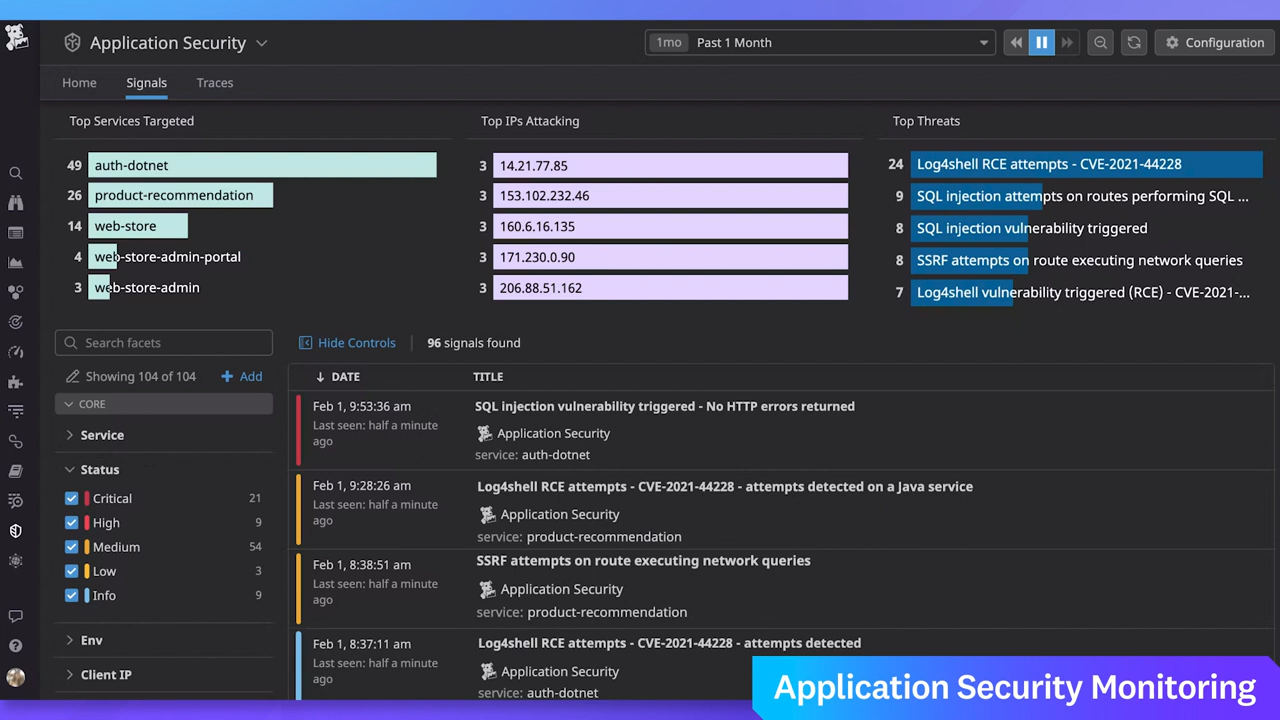 Application Security
1mo Past 1 Month
Configuration
Home Signals Traces
Top Services Targeted
49 auth-dotnet
26 product-recommendation
14 web-store
4 web-store-admin-portal
3 web-store-admin
Top IPs Attacking
3 14.21.77.85
3 153.102.232.46
3 160.6.16.135
3 171.230.0.90
3 206.88.51.162
Top Threats
24 Log4shell RCE attempts - CVE-2021-44228
9 SQL injection attempts on routes performing SQL ...
8 SQL injection vulnerability triggered
8 SSRF attempts on route executing network queries
7 Log4shell vulnerability triggered (RCE) - CVE-2021-...
Search facets
Showing 104 of 104 + Add
CORE
Service
Status
Critical 21
High 9
Medium 54
Low 3
Info 9
Env
Client IP
Hide Controls 96 signals found
DATE TITLE
Feb 1, 9:53:36 am
Last seen: half a minute
ago
SQL injection vulnerability triggered - No HTTP errors returned
Application Security
service: auth-dotnet
Feb 1, 9:28:26 am
Last seen: half a minute
ago
Log4shell RCE attempts - CVE-2021-44228 - attempts detected on a Java service
Application Security
service: product-recommendation
Feb 1, 8:38:51 am
Last seen: half a minute
ago
SSRF attempts on route executing network queries
Application Security
service: product-recommendation
Feb 1, 8:37:11 am
Last seen: half a minute
ago
Log4shell RCE attempts - CVE-2021-44228 - attempts detected
Application Security
service: auth-dotnet
Application Security Monitoring